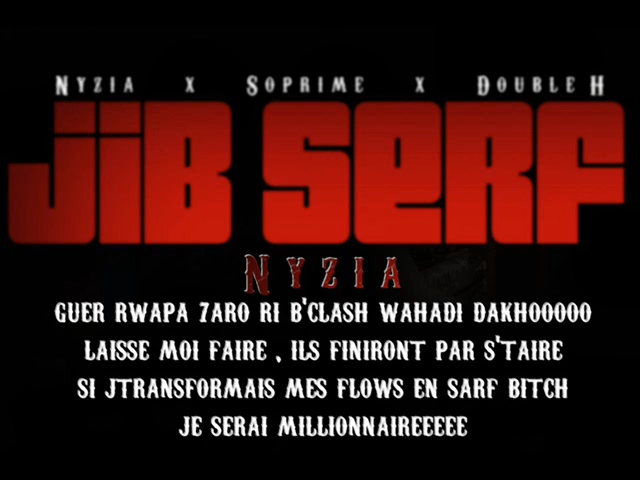 Nyzia x Soprime x Double H
JiB SeRF
Nyzia
GUER RWAPA 7ARO RI B'CLASH WAHADI DAKHOOOOO
LAISSE MOI FAIRE , ILS FINIRONT PAR S'TAIRE
SI JTRANSFORMAIS MES FLOWS EN SARF BITCH
JE SERAI MILLIONNAIREEEEE